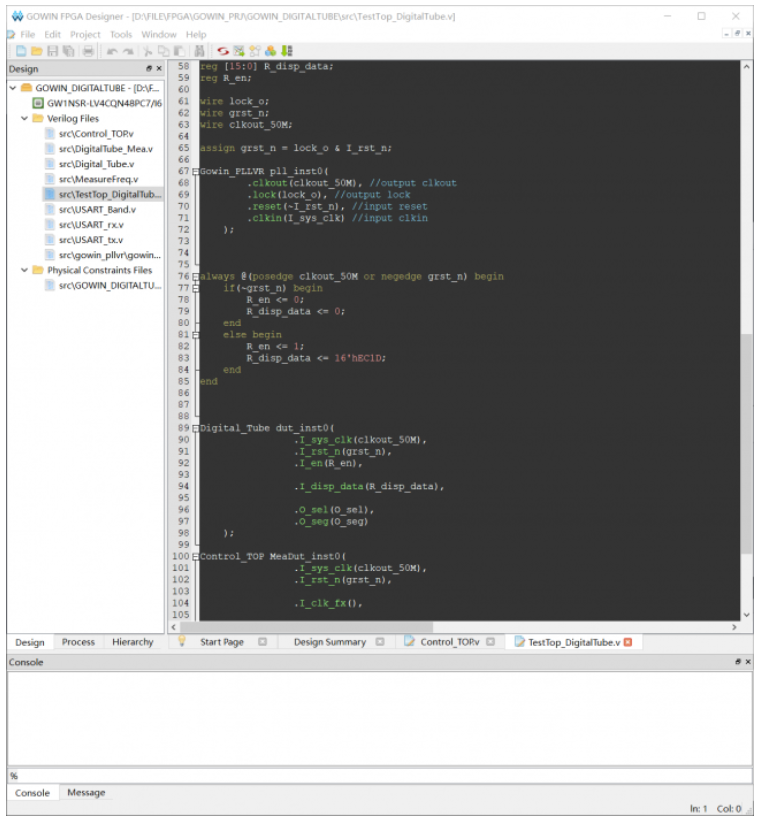 GOWIN FPGA Designer - [D:\FILE\FPGA\GOWIN_PRJ\GOWIN_DIGITALTUBE\src\TestTop_DigitalTube.v]
File Edit Project Tools Window Help
Design
GOWIN_DIGITALTUBE - [D:\F...
GW1NSR-LV4CQN48PC7/I6
Verilog Files
src\Control_TOP.v
src\DigitalTube_Mea.v
src\Digital_Tube.v
src\MeasureFreq.v
src\TestTop_DigitalTub...
src\USART_Band.v
src\USART_rx.v
src\USART_tx.v
src\gowin_pllvr\gowin...
Physical Constraints Files
src\GOWIN_DIGITALTU...
58 reg [15:0] R_disp_data;
59 reg R_en;
60
61 wire lock_o;
62 wire grst_n;
63 wire clkout_50M;
64
65 assign grst_n = lock_o & I_rst_n;
66
67 Gowin_PLLVR pll_inst0(
68 .clkout(clkout_50M), //output clkout
69 .lock(lock_o), //output lock
70 .reset(~I_rst_n), //input reset
71 .clkin(I_sys_clk) //input clkin
72 );
73
74
75
76 always @(posedge clkout_50M or negedge grst_n) begin
77 if(~grst_n) begin
78 R_en <= 0;
79 R_disp_data <= 0;
80 end
81 else begin
82 R_en <= 1;
83 R_disp_data <= 16'hEC1D;
84 end
85 end
86
87
88
89 Digital_Tube dut_inst0(
90 .I_sys_clk(clkout_50M),
91 .I_rst_n(grst_n),
92 .I_en(R_en),
93
94 .I_disp_data(R_disp_data),
95
96 .O_sel(O_sel),
97 .O_seg(O_seg)
98 );
99
100 Control_TOP MeaDut_inst0(
101 .I_sys_clk(clkout_50M),
102 .I_rst_n(grst_n),
103
104 .I_clk_fx(),
105
Design Process Hierarchy Start Page Design Summary Control_TOP.v TestTop_DigitalTube.v
Console
%
Console Message
ln: 1 Col: 0